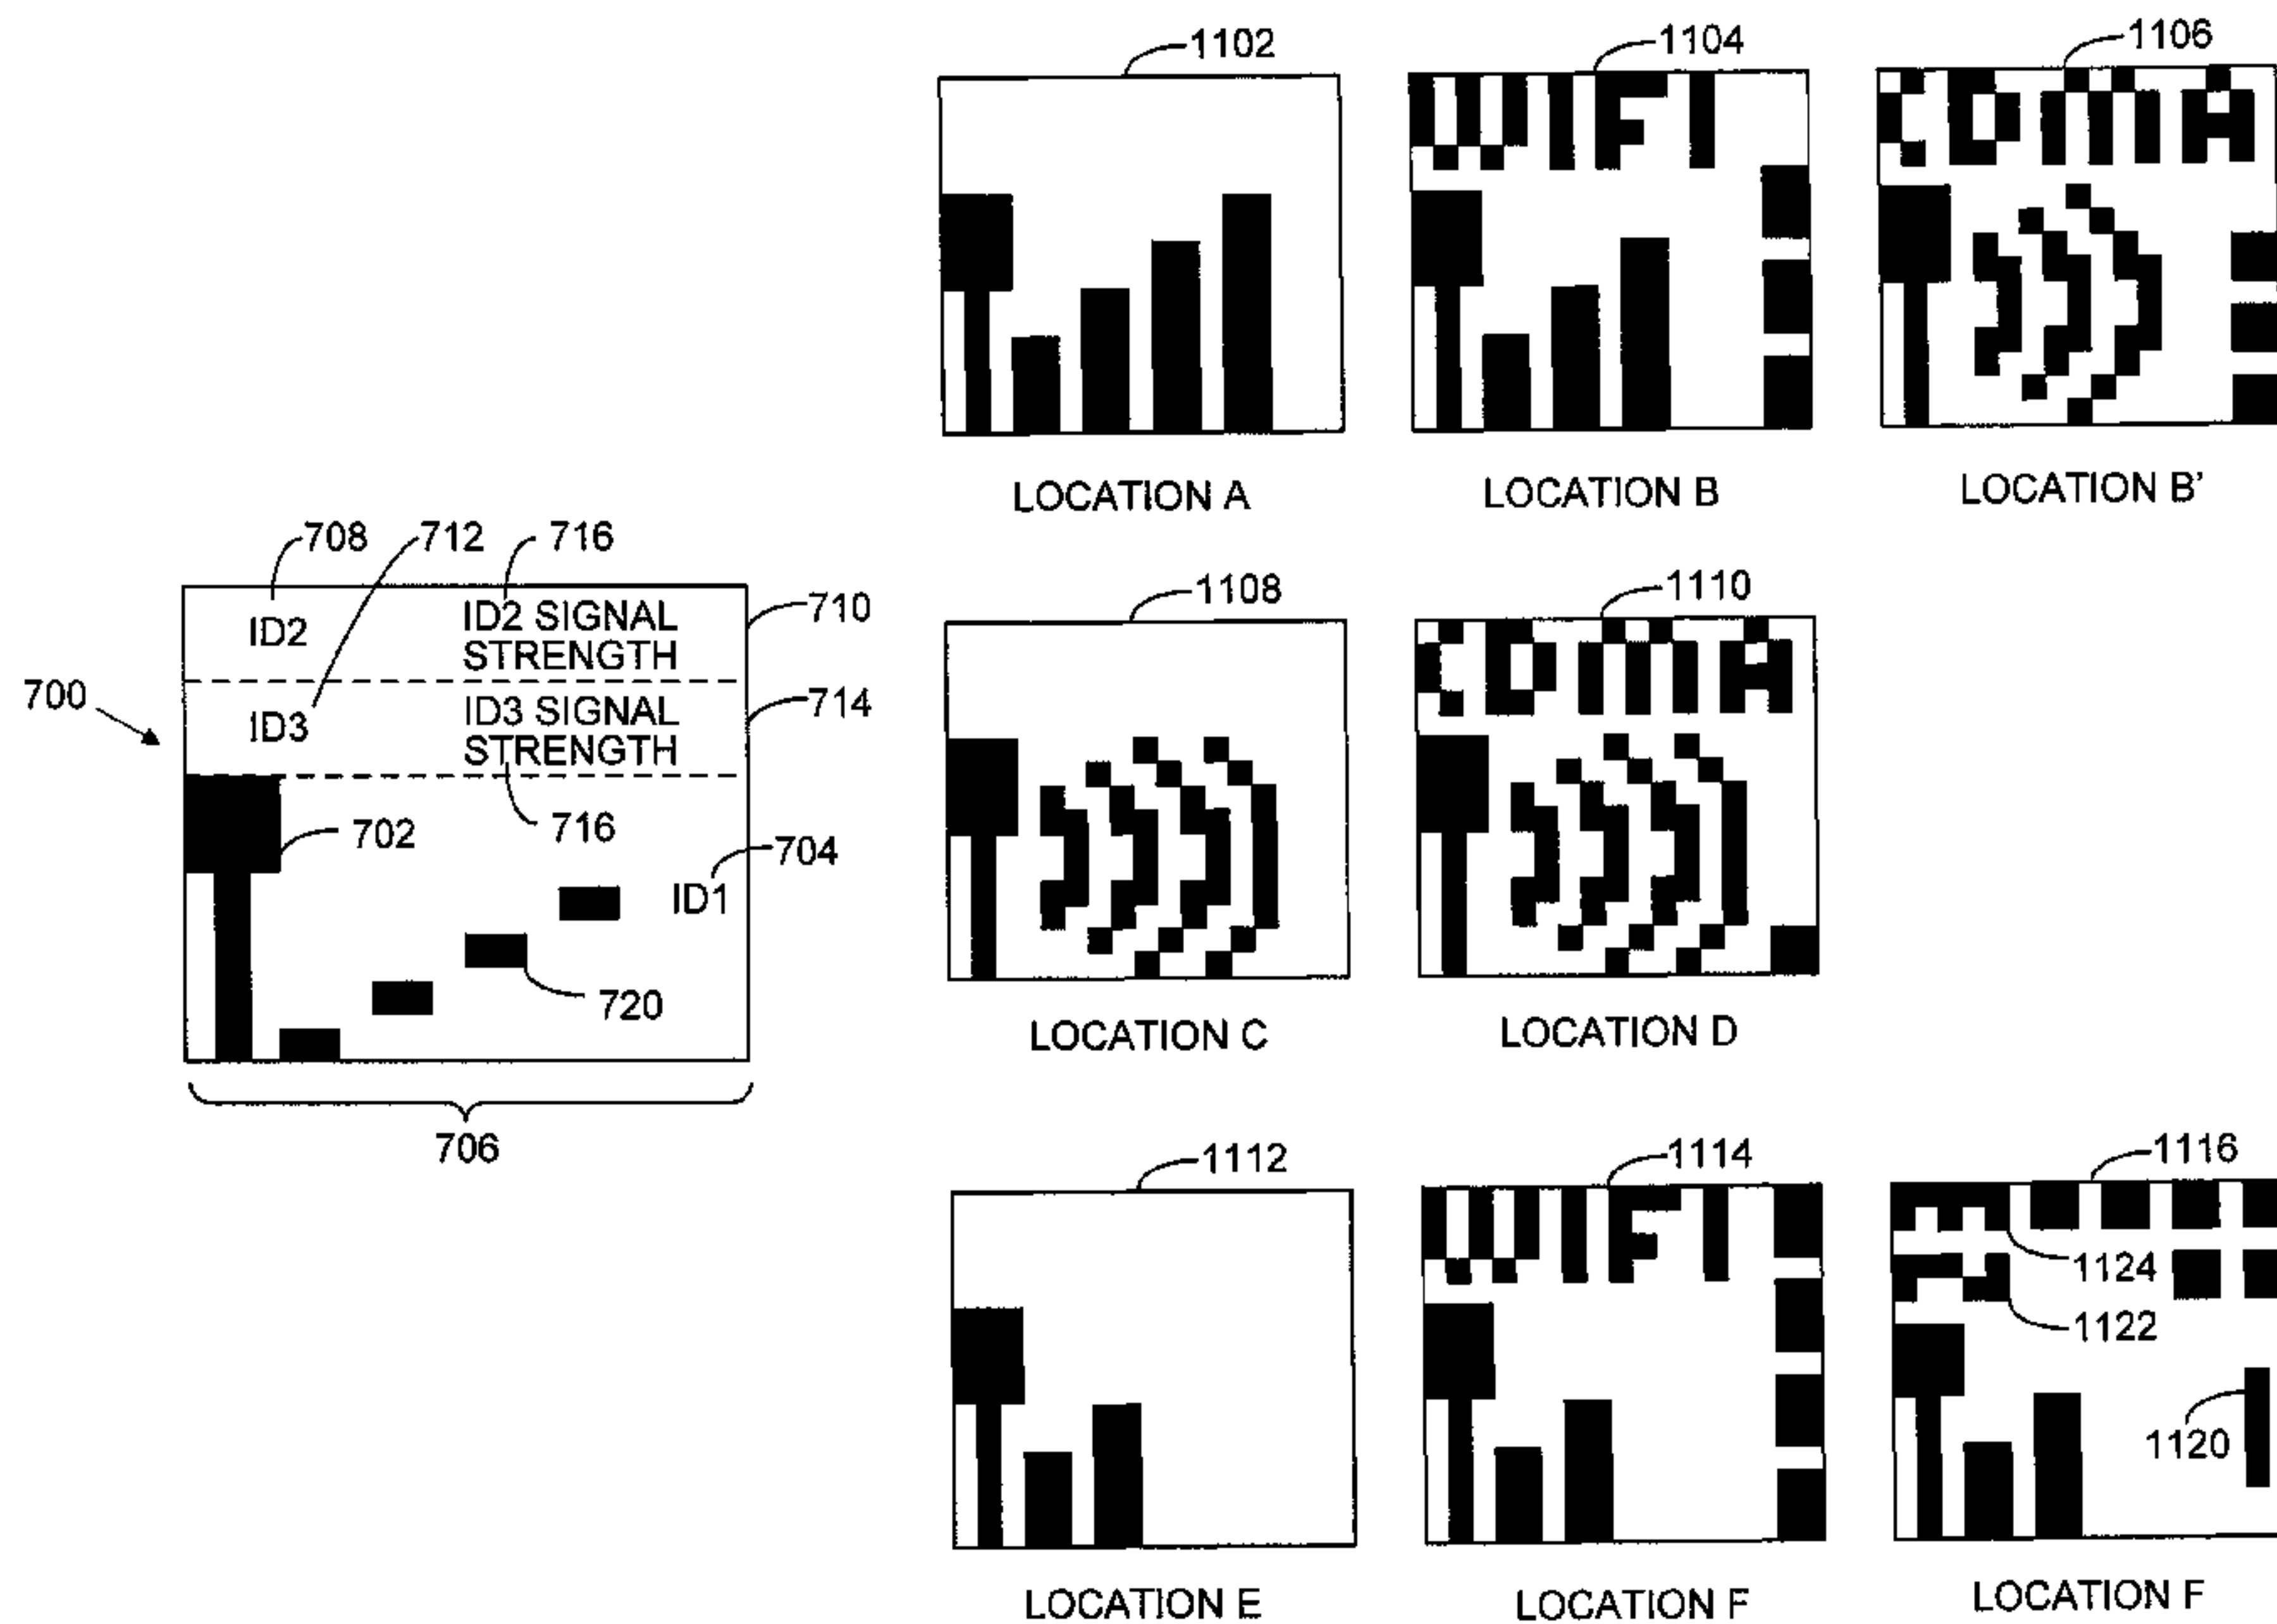 1102
1104
1106
WIFI
CDMA
LOCATION A
LOCATION B
LOCATION B'
708
712
716
ID2
ID2 SIGNAL
STRENGTH
710
700
ID3
ID3 SIGNAL
STRENGTH
714
702
716
704
ID1
720
706
1108
1110
CDMA
LOCATION C
LOCATION D
1112
1114
1116
WIFI
1124
1122
1120
LOCATION E
LOCATION F
LOCATION F